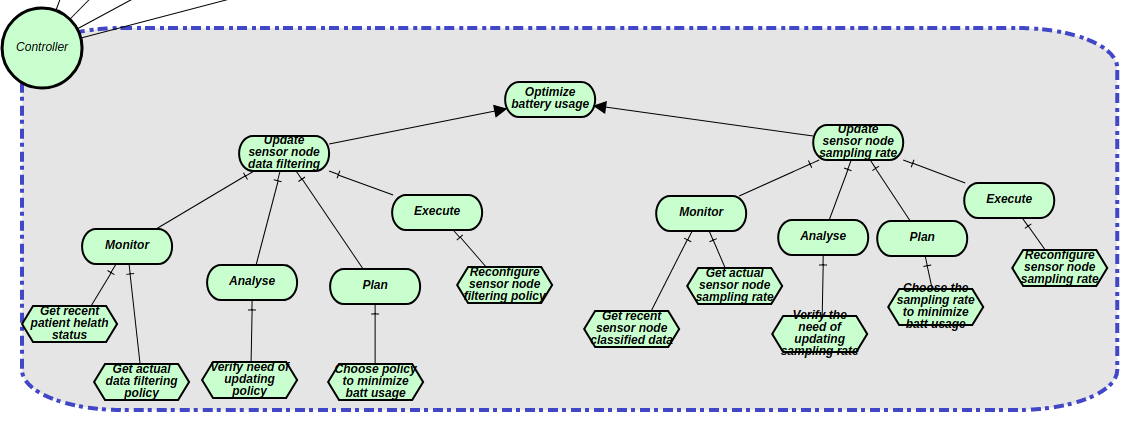 Controller
Optimize
battery usage
Update
sensor node
data filtering
Update
sensor node
sampling rate
Monitor
Analyse
Plan
Execute
Monitor
Analyse
Plan
Execute
Get recent
patient helath
status
Get actual
data filtering
policy
Verify need of
updating
policy
Choose policy
to minimize
batt usage
Reconfigure
sensor node
filtering policy
Get recent
sensor node
classified data
Get actual
sensor node
sampling rate
Verify the
need of
updating
sampling rate
Choose the
sampling rate
to minimize
batt usage
Reconfigure
sensor node
sampling rate